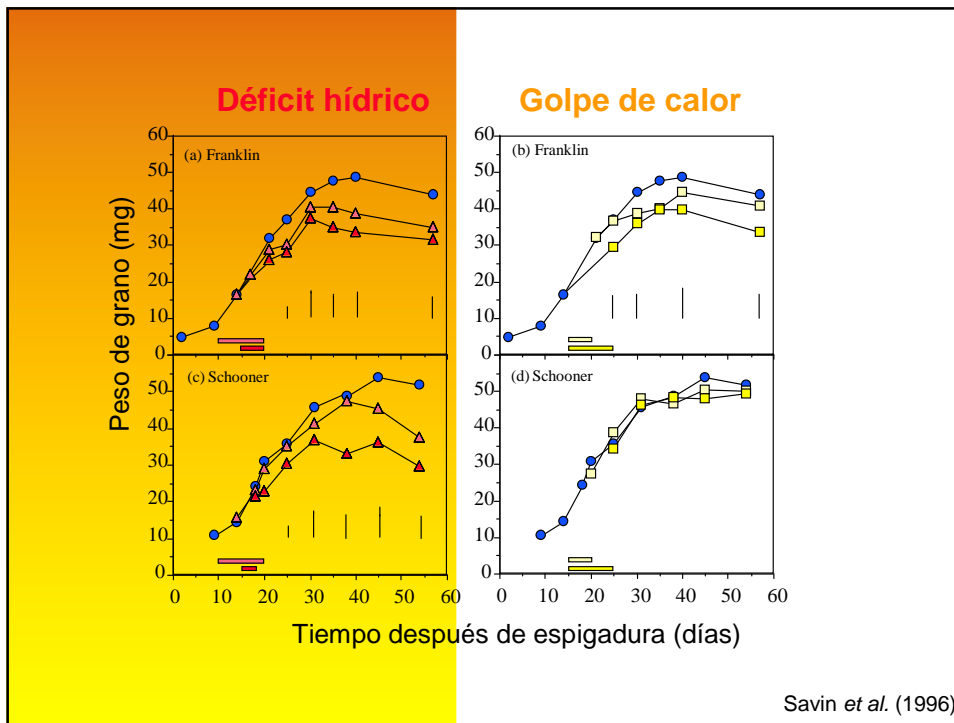 Déficit hídrico
Golpe de calor
Peso de grano (mg)
60
50
40
30
20
10
0
(a) Franklin
60
50
40
30
20
10
0
(b) Franklin
50
40
30
20
10
0
(c) Schooner
0 10 20 30 40 50 60
50
40
30
20
10
0
(d) Schooner
0 10 20 30 40 50 60
Tiempo después de espigadura (días)
Savin et al. (1996)